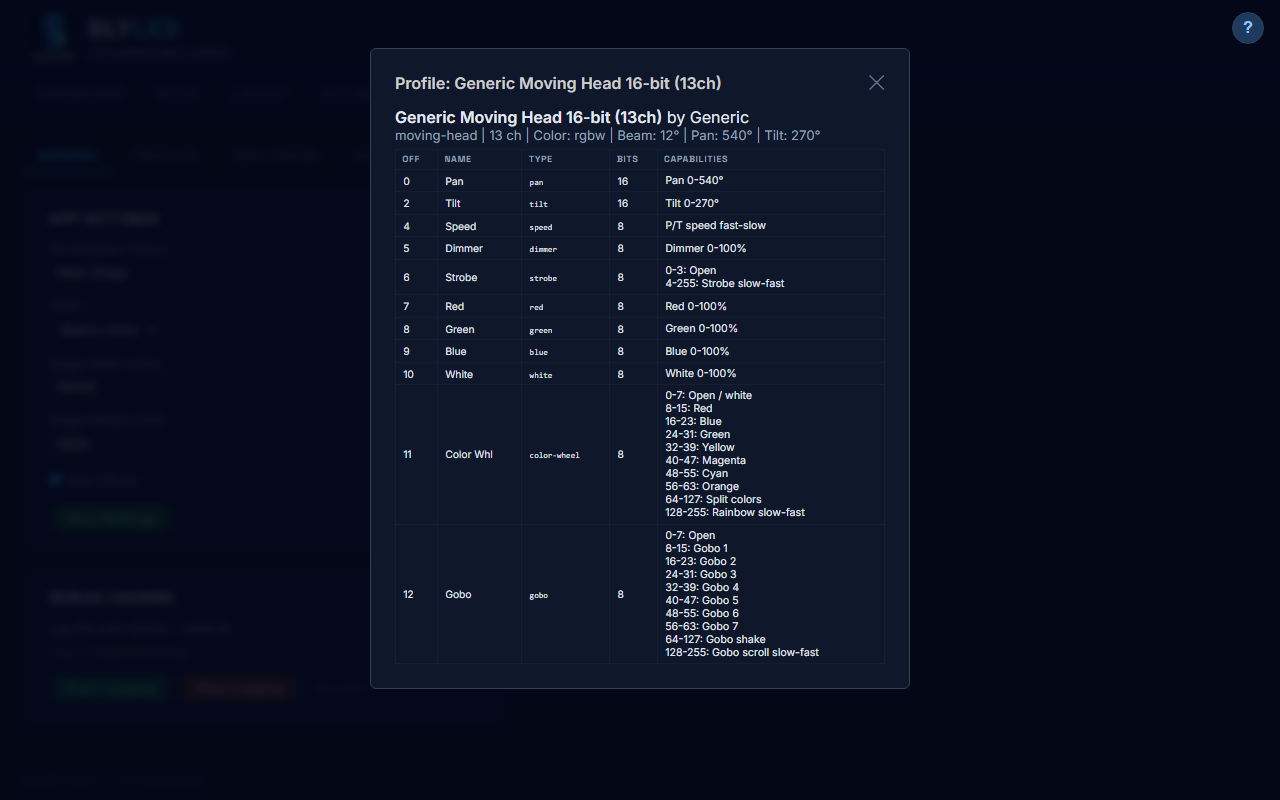 SLYLED
?
Profile: Generic Moving Head 16-bit (13ch)
Generic Moving Head 16-bit (13ch) by Generic
moving-head | 13 ch | Color: rgbw | Beam: 12° | Pan: 540° | Tilt: 270°
OFF NAME TYPE BITS CAPABILITIES
0 Pan pan 16 Pan 0-540°
2 Tilt tilt 16 Tilt 0-270°
4 Speed speed 8 P/T speed fast-slow
5 Dimmer dimmer 8 Dimmer 0-100%
6 Strobe strobe 8 0-3: Open
4-255: Strobe slow-fast
7 Red red 8 Red 0-100%
8 Green green 8 Green 0-100%
9 Blue blue 8 Blue 0-100%
10 White white 8 White 0-100%
11 Color Whl color-wheel 8 0-7: Open / white
8-15: Red
16-23: Blue
24-31: Green
32-39: Yellow
40-47: Magenta
48-55: Cyan
56-63: Orange
64-127: Split colors
128-255: Rainbow slow-fast
12 Gobo gobo 8 0-7: Open
8-15: Gobo 1
16-23: Gobo 2
24-31: Gobo 3
32-39: Gobo 4
40-47: Gobo 5
48-55: Gobo 6
56-63: Gobo 7
64-127: Gobo shake
128-255: Gobo scroll slow-fast